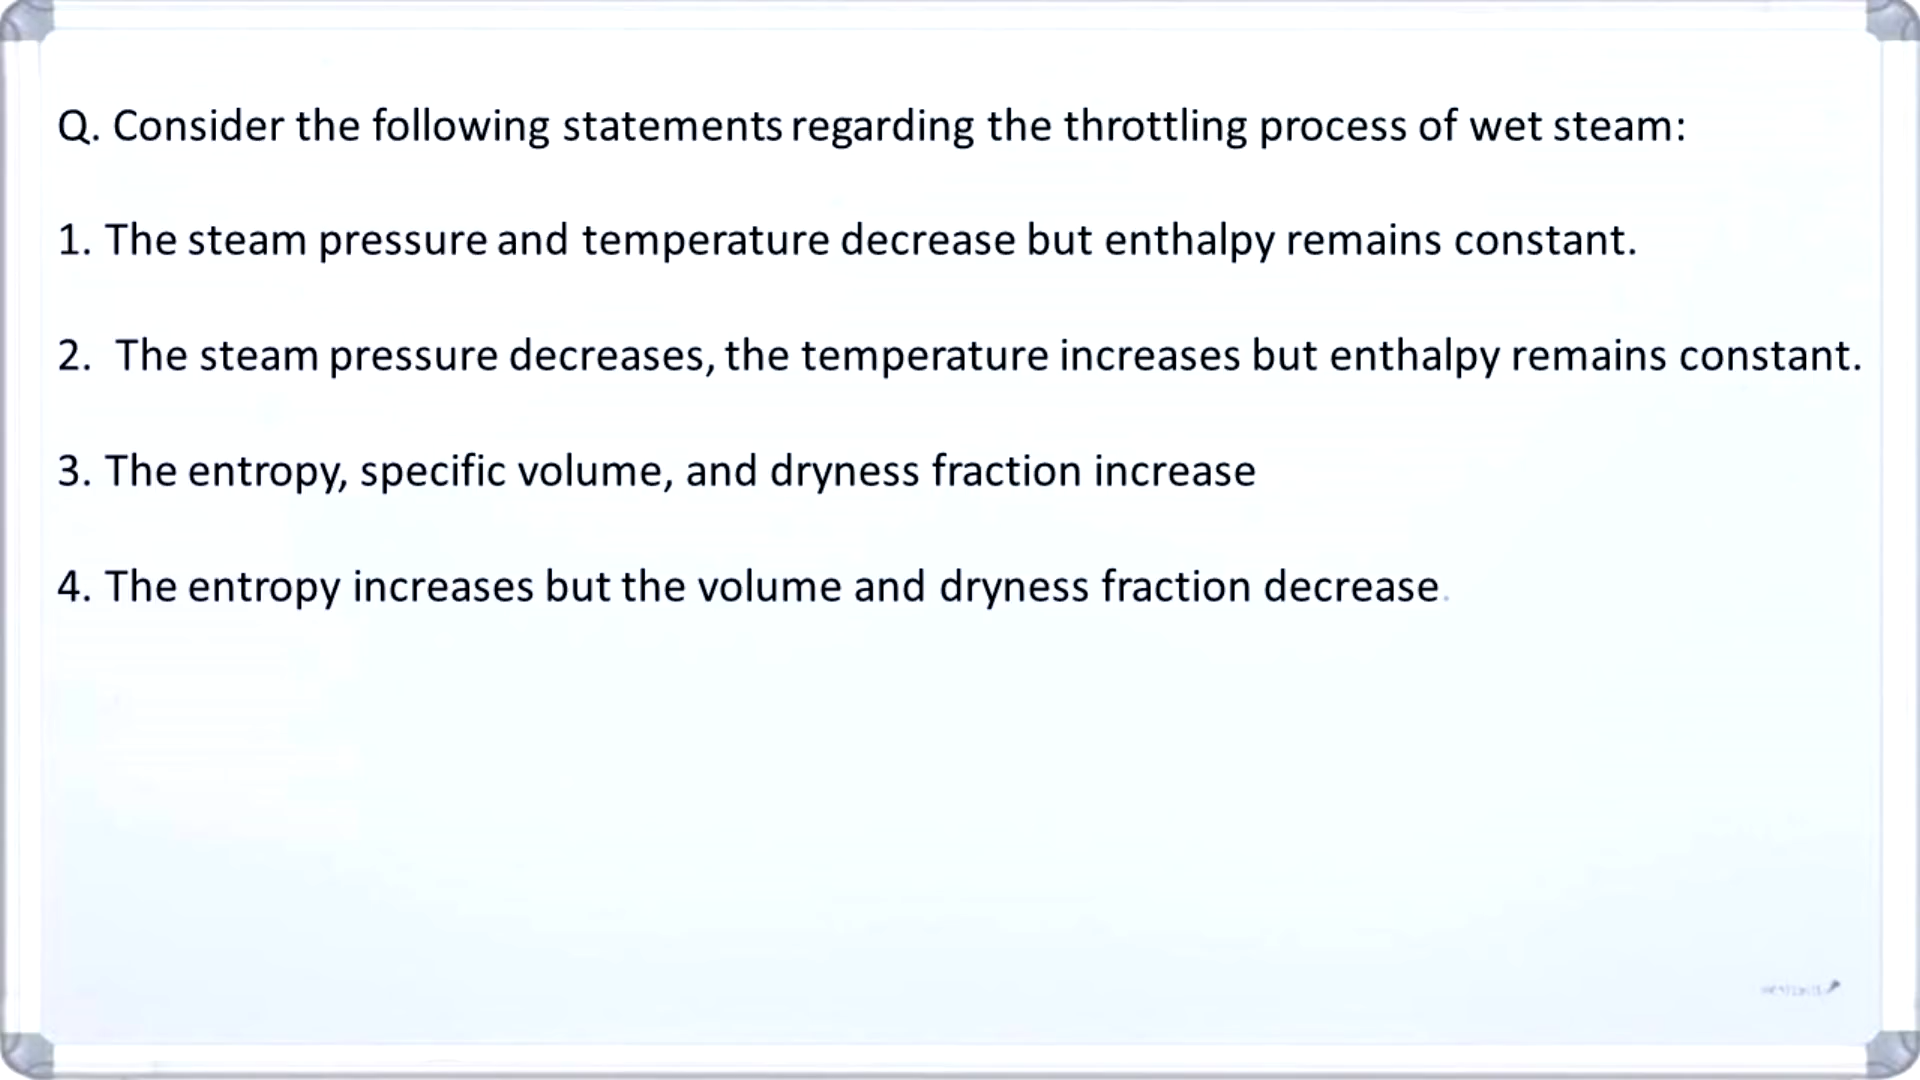 Q. Consider the following statements regarding the throttling process of wet steam:
1. The steam pressure and temperature decrease but enthalpy remains constant.
2. The steam pressure decreases, the temperature increases but enthalpy remains constant.
3. The entropy, specific volume, and dryness fraction increase
4. The entropy increases but the volume and dryness fraction decrease.